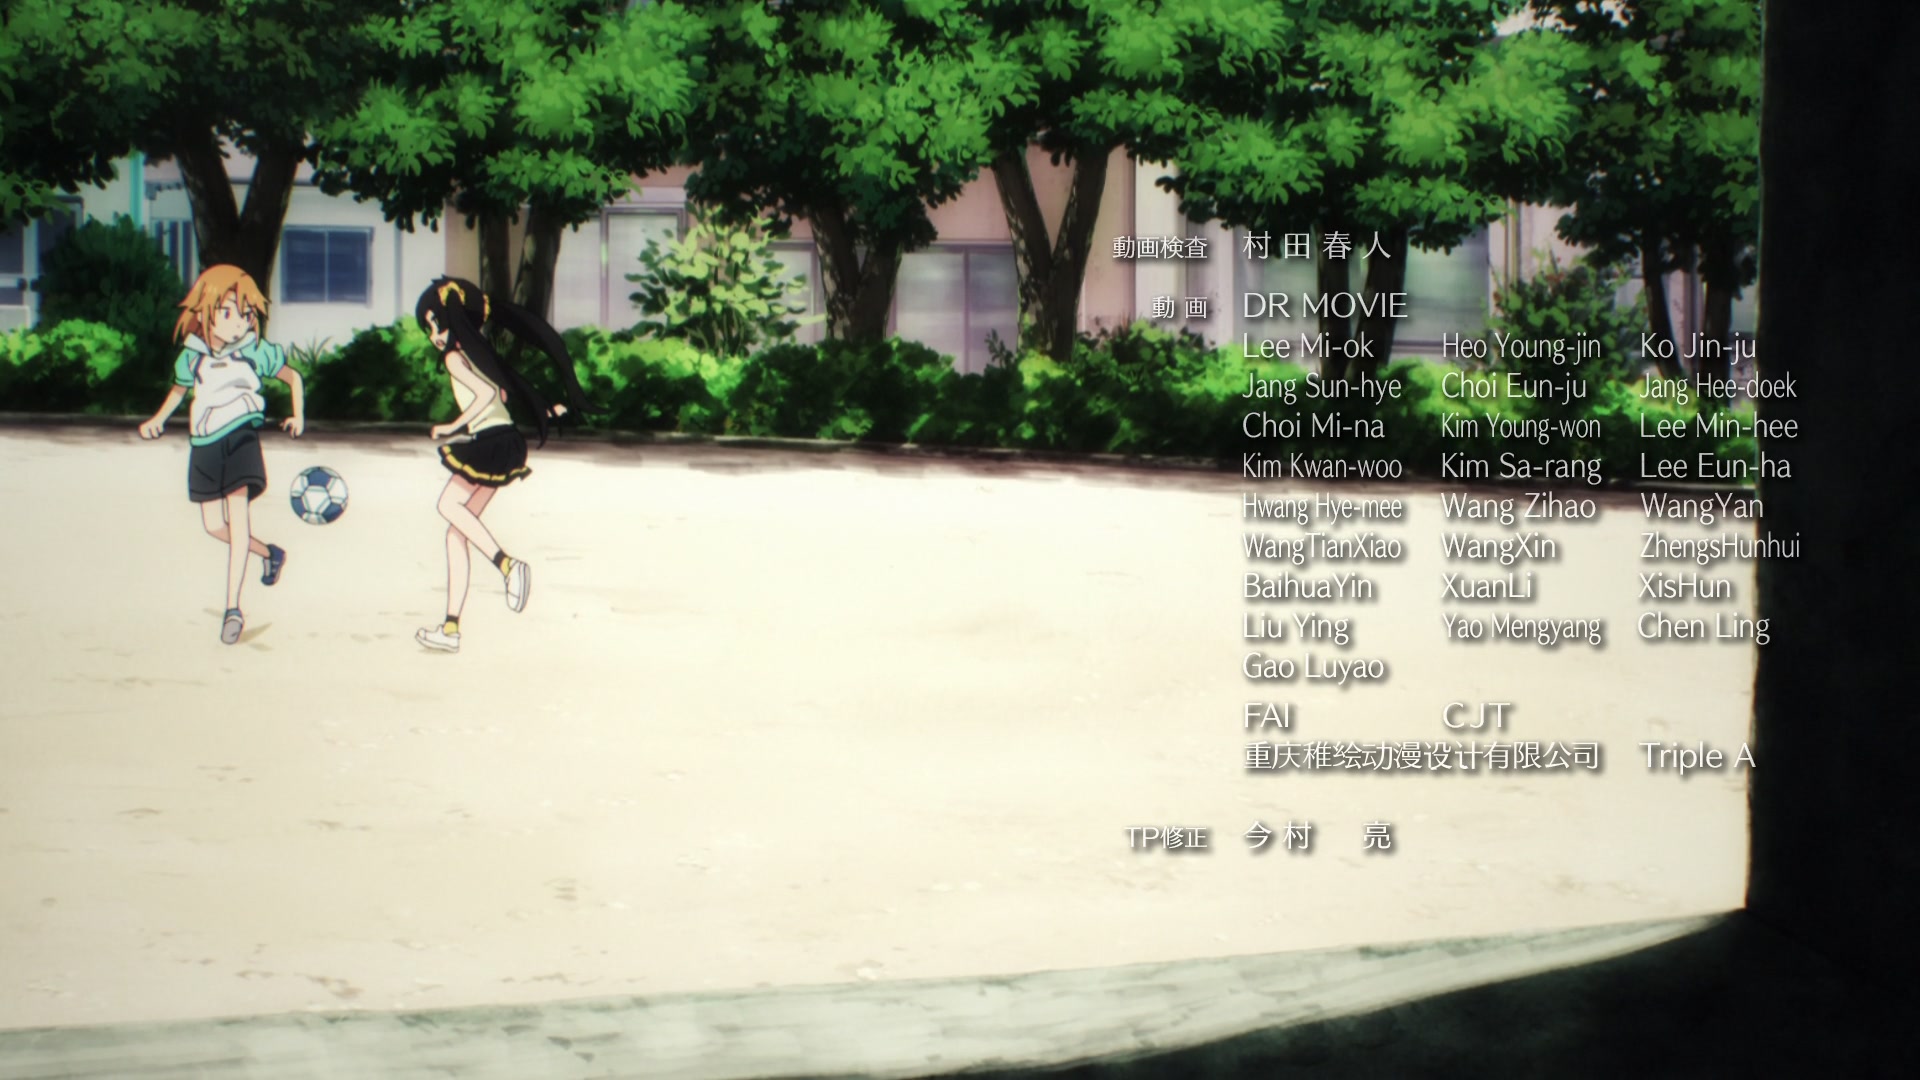 動画検査 村田春人
動画 DR MOVIE
Lee Mi-ok Heo Young-jin Ko Jin-ju
Jang Sun-hye Choi Eun-ju Jang Hee-doek
Choi Mi-na Kim Young-won Lee Min-hee
Kim Kwan-woo Kim Sa-rang Lee Eun-ha
Hwang Hye-mee Wang Zihao WangYan
WangTianXiao WangXin ZhengsHunhui
BaihuaYin XuanLi XisHun
Liu Ying Yao Mengyang Chen Ling
Gao Luyao
FAI CJT
重庆稚绘动漫设计有限公司 Triple A
TP修正 今村 亮